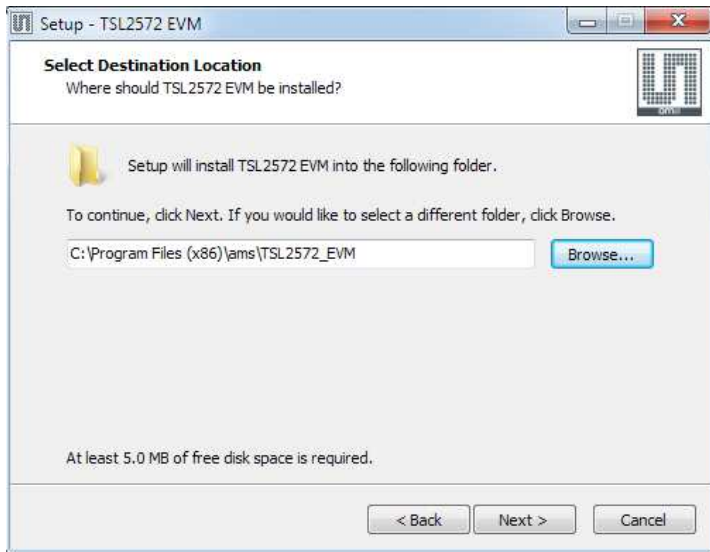 Setup - TSL2572 EVM
Select Destination Location
Where should TSL2572 EVM be installed?
am
Setup will install TSL2572 EVM into the following folder.
To continue, click Next. If you would like to select a different folder, click Browse.
C:\Program Files (x86)\ams\TSL2572_EVM
Browse...
At least 5.0 MB of free disk space is required.
< Back
Next >
Cancel